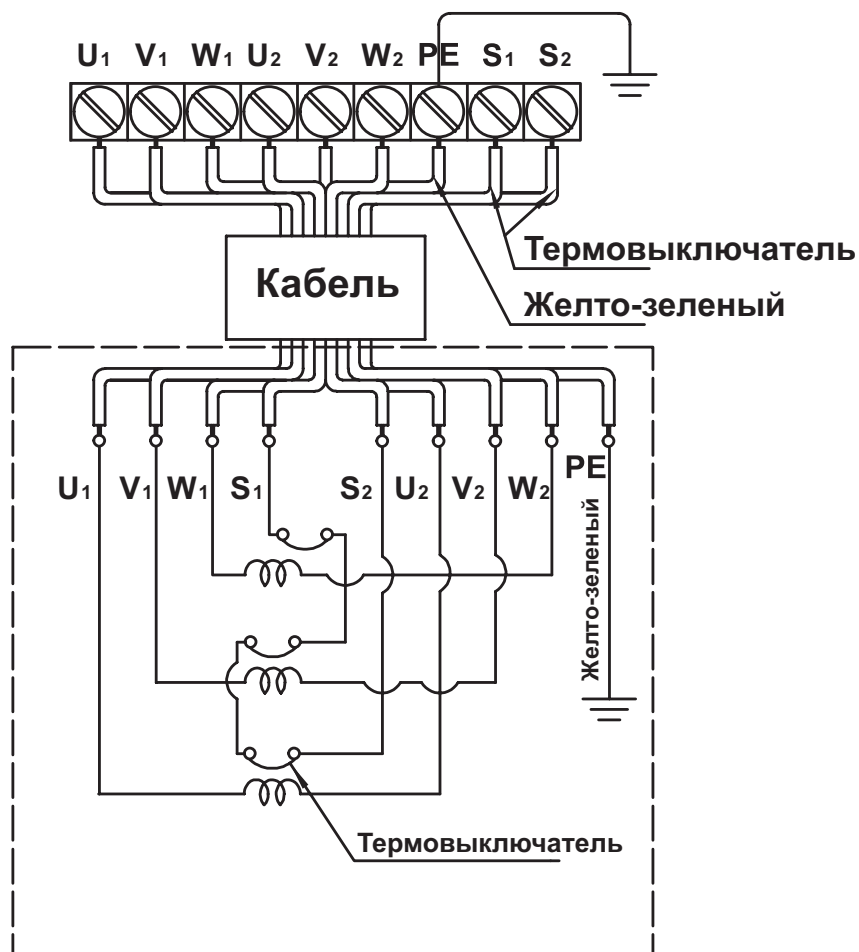 U1 V1 W1 U2 V2 W2 PE S1 S2
Термовыключатель
Кабель
Желто-зеленый
U1 V1 W1 S1 S2 U2 V2 W2 PE
Желто-зеленый
Термовыключатель